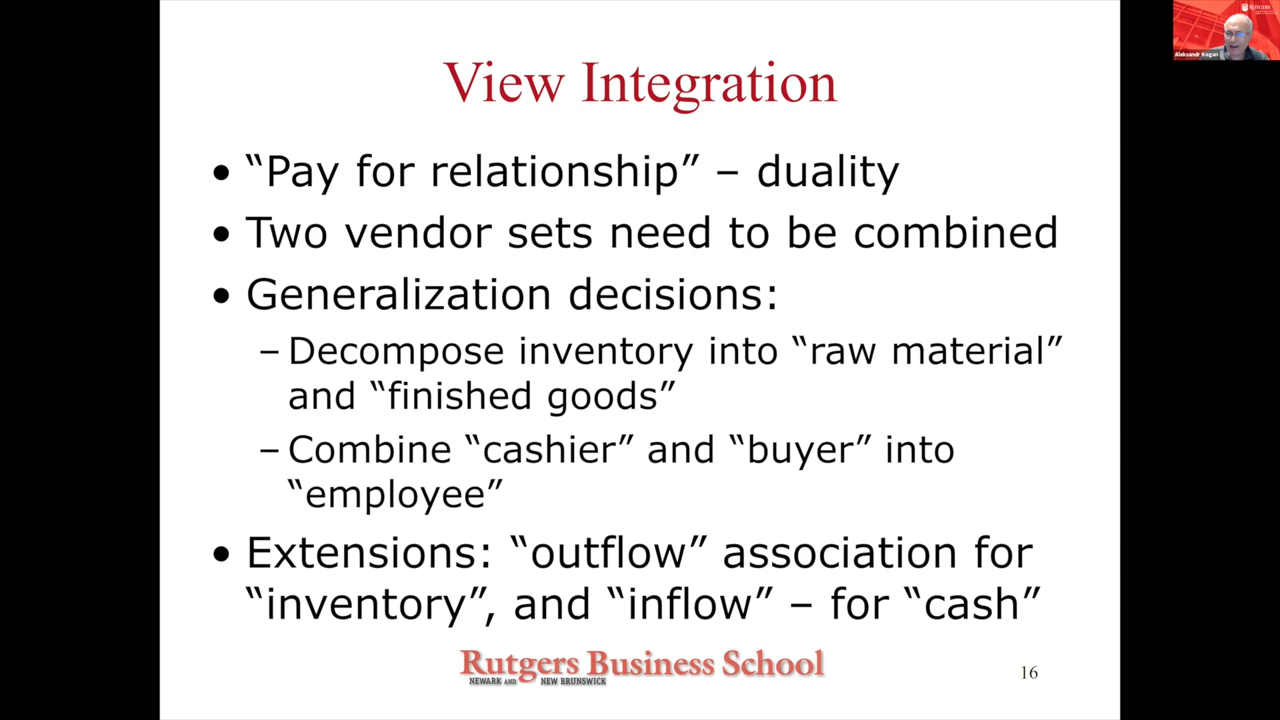 View Integration
• “Pay for relationship” – duality
• Two vendor sets need to be combined
• Generalization decisions:
– Decompose inventory into “raw material”
and “finished goods”
– Combine “cashier” and “buyer” into
“employee”
• Extensions: “outflow” association for
“inventory”, and “inflow” – for “cash”
Rutgers Business School
NEWARK AND NEW BRUNSWICK
16
RUTGERS
Aleksandr Kogan